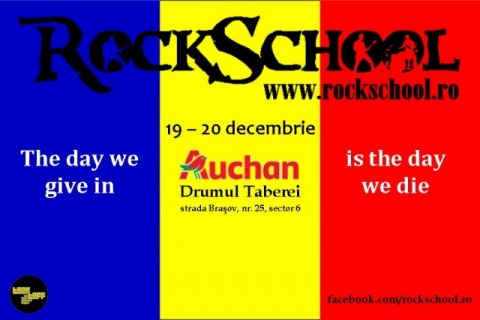 RockSchool
www.rockschool.ro
19 – 20 decembrie
The day we
give in
Auchan
Drumul Taberei
strada Braşov, nr. 25, sector 6
is the day
we die
facebook.com/rockschool.ro